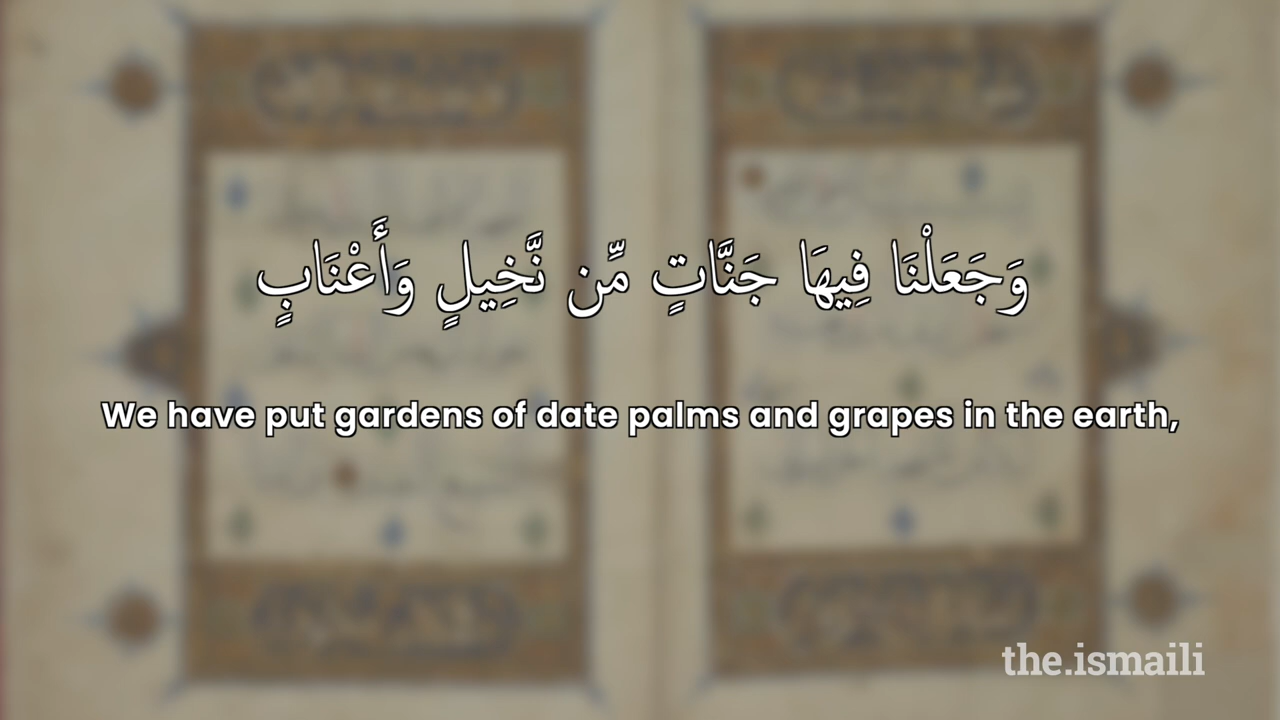 وَجَعَلْنَا فِيهَا جَنَّاتٍ مِّن نَّخِيلٍ وَأَعْنَابٍ
We have put gardens of date palms and grapes in the earth,
the.ismaili